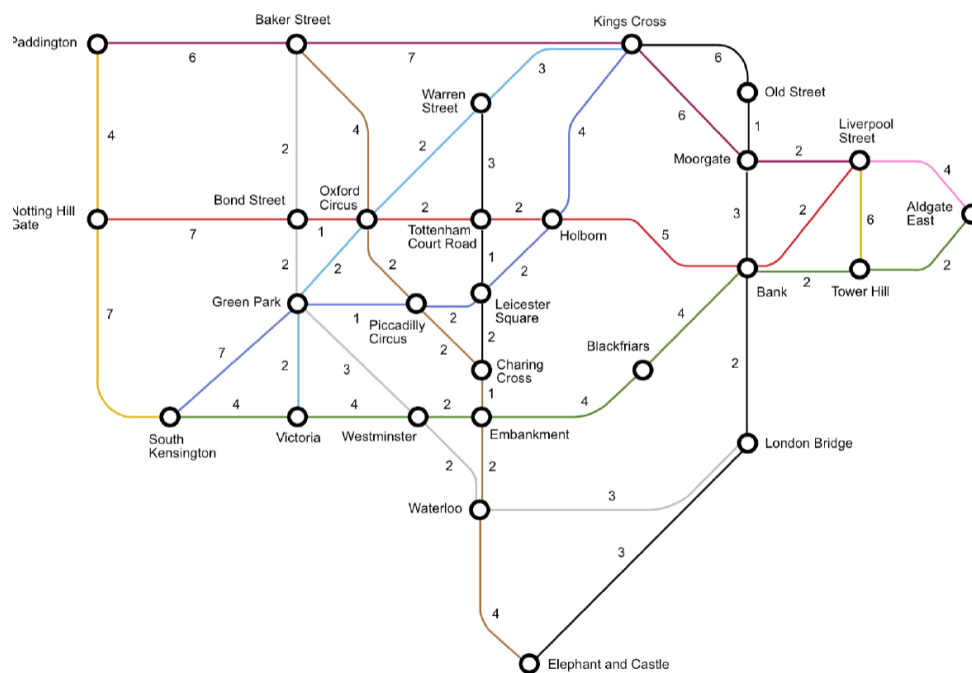 Baker Street
Kings Cross
Paddington
6
7
6
3
Warren
Street
Old Street
Liverpool
Street
4
4
2
4
6
1
2
3
Moorgate
2
4
2
Bond Street
Oxford
Circus
2
2
3
6
Aldgate
East
Notting Hill
Gate
7
1
Tottenham
Court Road
Holborn
5
2
2
2
1
2
Bank
2
Tower Hill
2
Green Park
1
Piccadilly
Circus
2
Leicester
Square
7
7
2
3
2
2
Blackfriars
4
Charing
Cross
1
4
4
2
4
2
South
Kensington
Victoria
Westminster
Embankment
London Bridge
2
2
3
Waterloo
3
4
Elephant and Castle